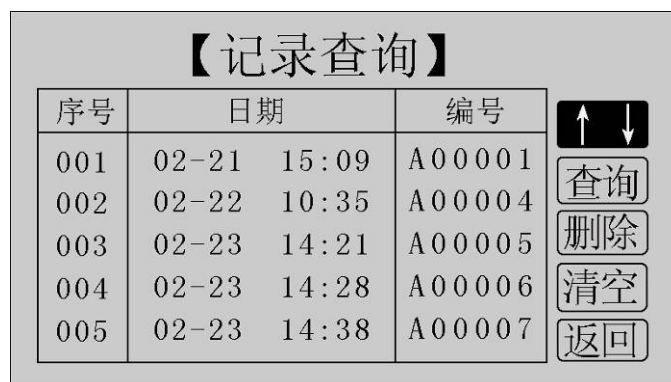 【记录查询】
序号 日期 编号
001 02-21 15:09 A00001
002 02-22 10:35 A00004
003 02-23 14:21 A00005
004 02-23 14:28 A00006
005 02-23 14:38 A00007
↑ ↓
查询
删除
清空
返回